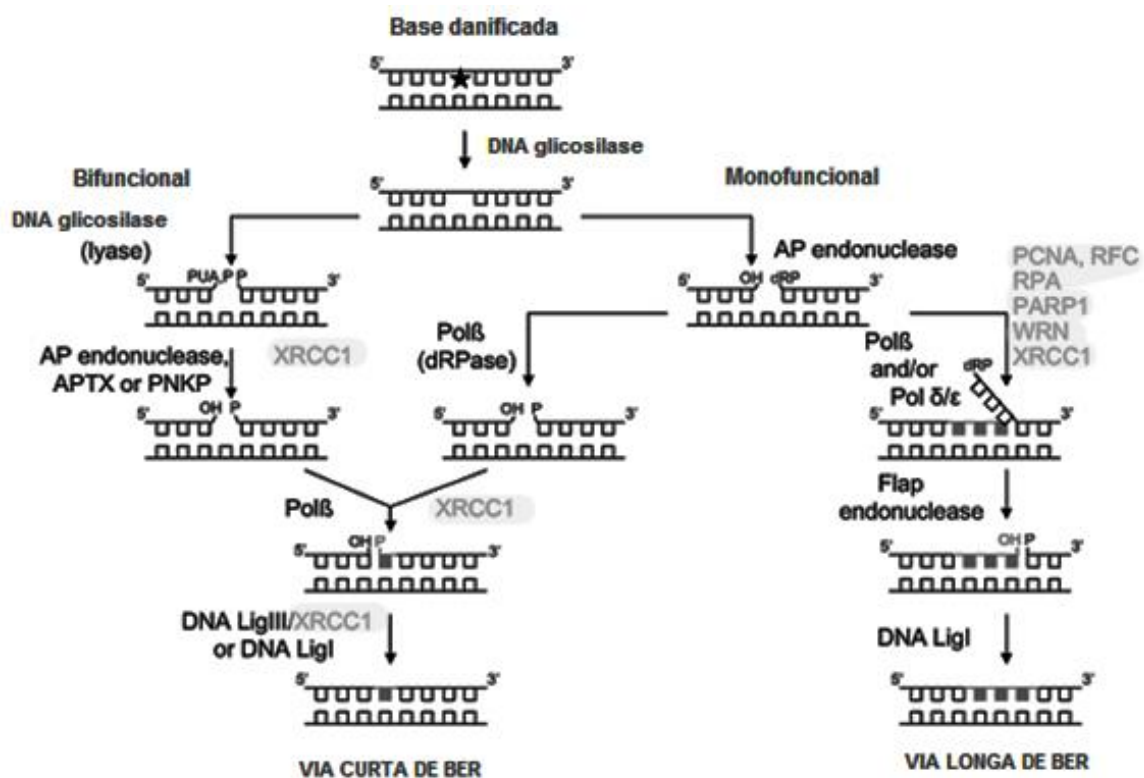 Base danificada
5' 3'
DNA glicosilase
Bifuncional
Monofuncional
DNA glicosilase
(lyase)
AP endonuclease
PCNA, RFC
RPA
PARP1
WRN
XRCC1
5' PUA P P 3'
5' OH dRP 3'
AP endonuclease,
APTX or PNKP
XRCC1
Polß
(dRPase)
Polß
and/or
Pol δ/ε
dRP
5' OH P 3'
5' OH P 3'
5' 3'
Polß
XRCC1
Flap
endonuclease
5' OH P 3'
5' OH P 3'
DNA LigIII/XRCC1
or DNA LigI
DNA LigI
5' 3'
5' 3'
VIA CURTA DE BER
VIA LONGA DE BER